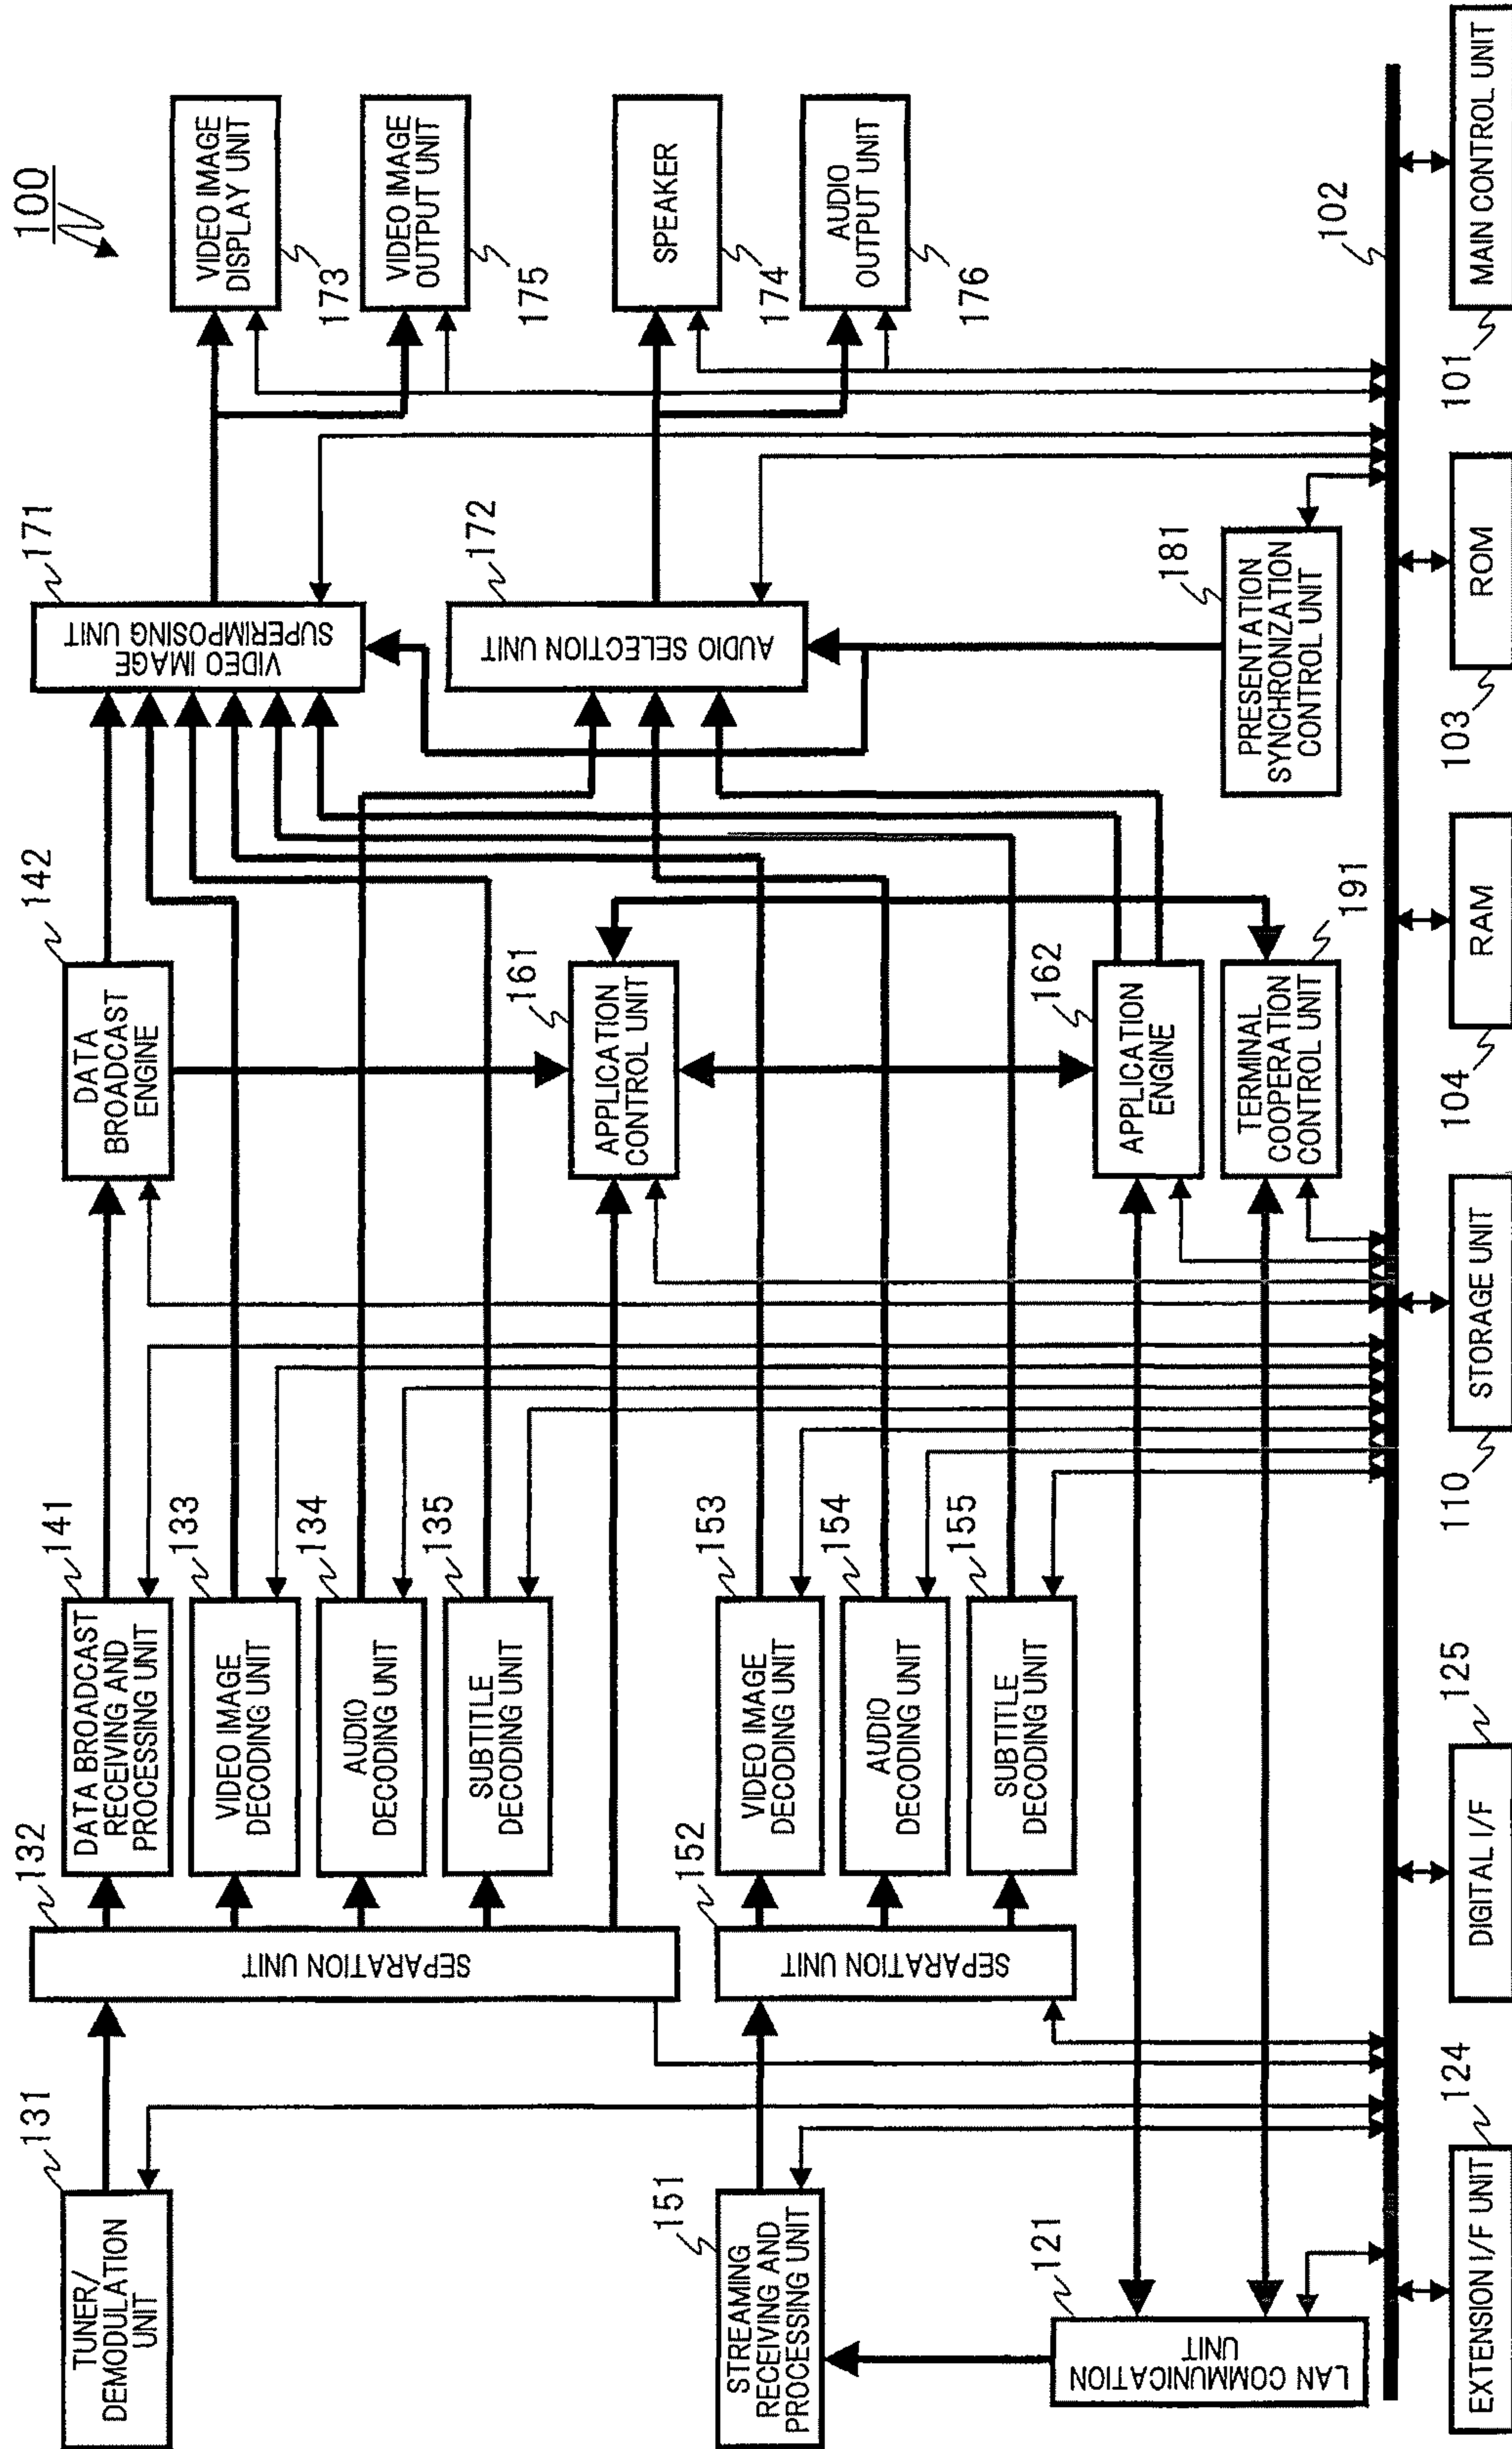 100
TUNER/
DEMODULATION
UNIT
131
SEPARATION UNIT
132
DATA BROADCAST
RECEIVING AND
PROCESSING UNIT
141
VIDEO IMAGE
DECODING UNIT
133
AUDIO
DECODING UNIT
134
SUBTITLE
DECODING UNIT
135
DATA
BROADCAST
ENGINE
142
VIDEO IMAGE
SUPERIMPOSING UNIT
171
VIDEO IMAGE
DISPLAY UNIT
173
VIDEO IMAGE
OUTPUT UNIT
175
APPLICATION
CONTROL UNIT
161
AUDIO SELECTION UNIT
172
SPEAKER
174
AUDIO
OUTPUT UNIT
176
STREAMING
RECEIVING AND
PROCESSING UNIT
151
SEPARATION UNIT
152
VIDEO IMAGE
DECODING UNIT
153
AUDIO
DECODING UNIT
154
SUBTITLE
DECODING UNIT
155
LAN COMMUNICATION
UNIT
121
APPLICATION
ENGINE
162
TERMINAL
COOPERATION
CONTROL UNIT
191
PRESENTATION
SYNCHRONIZATION
CONTROL UNIT
181
102
EXTENSION I/F UNIT
124
DIGITAL I/F
125
STORAGE UNIT
110
RAM
104
ROM
103
MAIN CONTROL UNIT
101